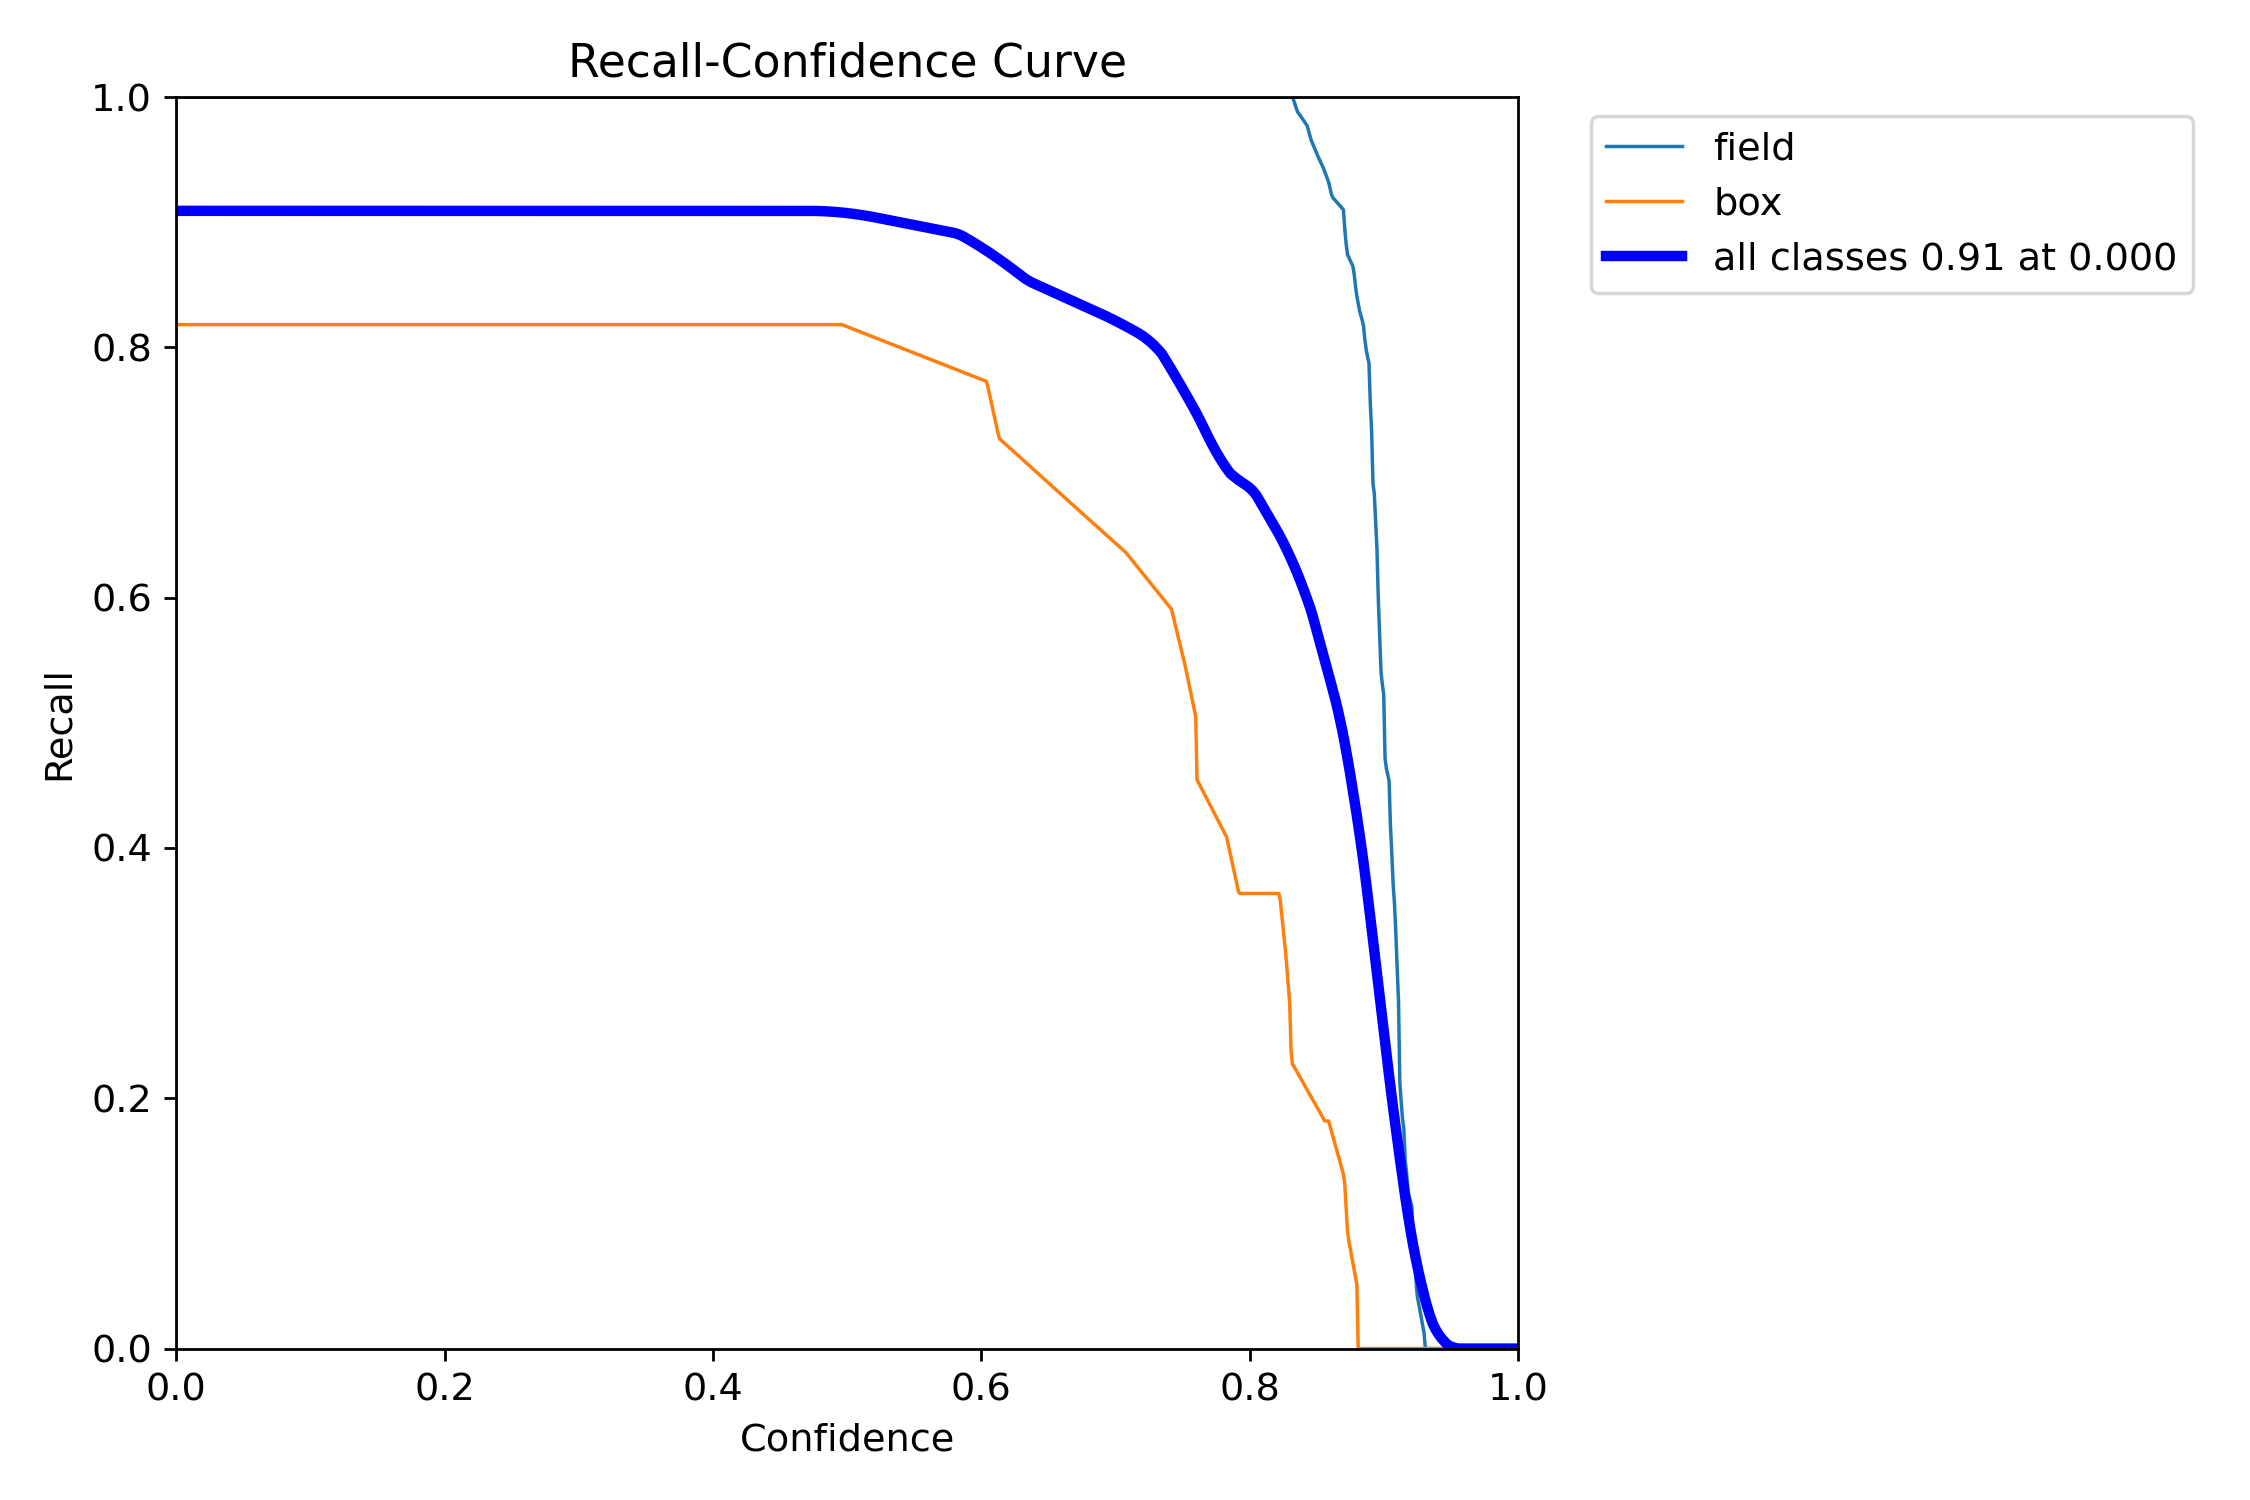 Recall-Confidence Curve
1.0
0.8
0.6
0.4
0.2
0.0
Recall
0.0 0.2 0.4 0.6 0.8 1.0
Confidence
field
box
all classes 0.91 at 0.000